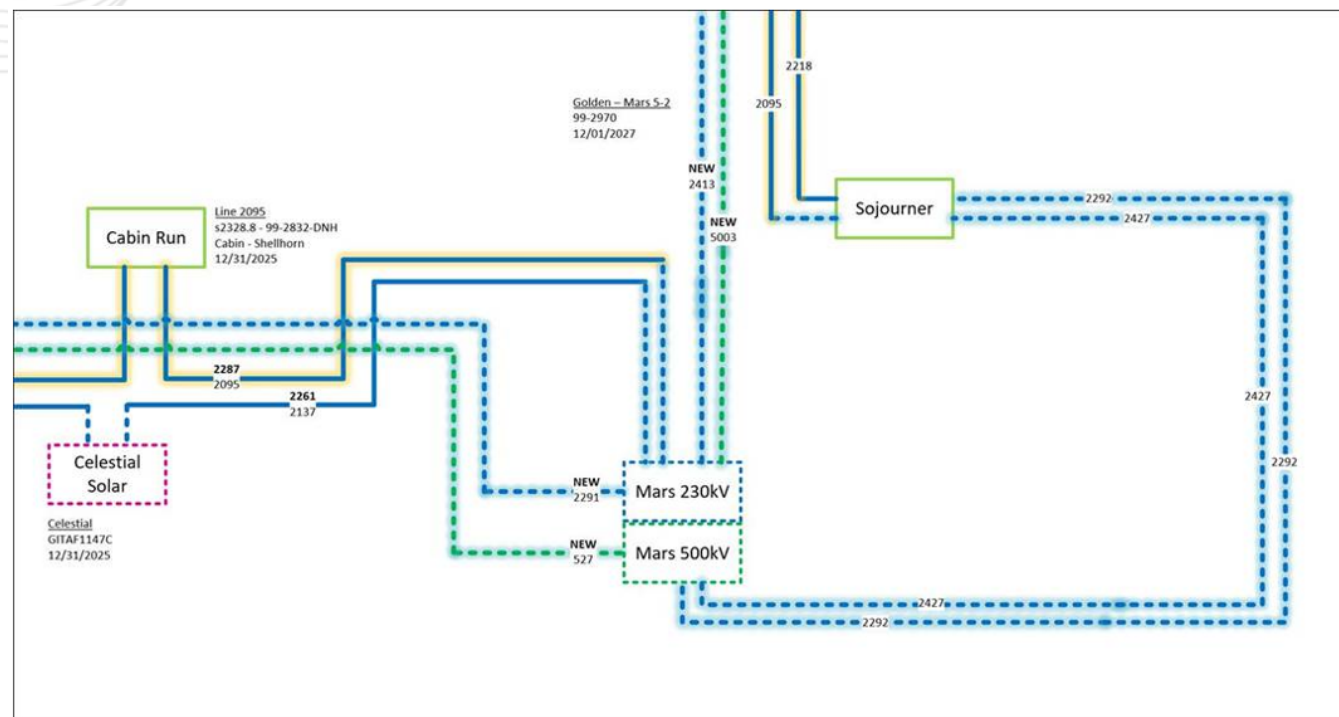 2218
2095
Golden – Mars 5-2
99-2970
12/01/2027
NEW
2413
NEW
5003
Sojourner
2292
2427
Cabin Run
Line 2095
s2328.8 - 99-2832-DNH
Cabin - Shellhorn
12/31/2025
2287
2095
2261
2137
2427
2292
Celestial
Solar
Celestial
GITAF1147C
12/31/2025
NEW
2291
Mars 230kV
NEW
527
Mars 500kV
2427
2292